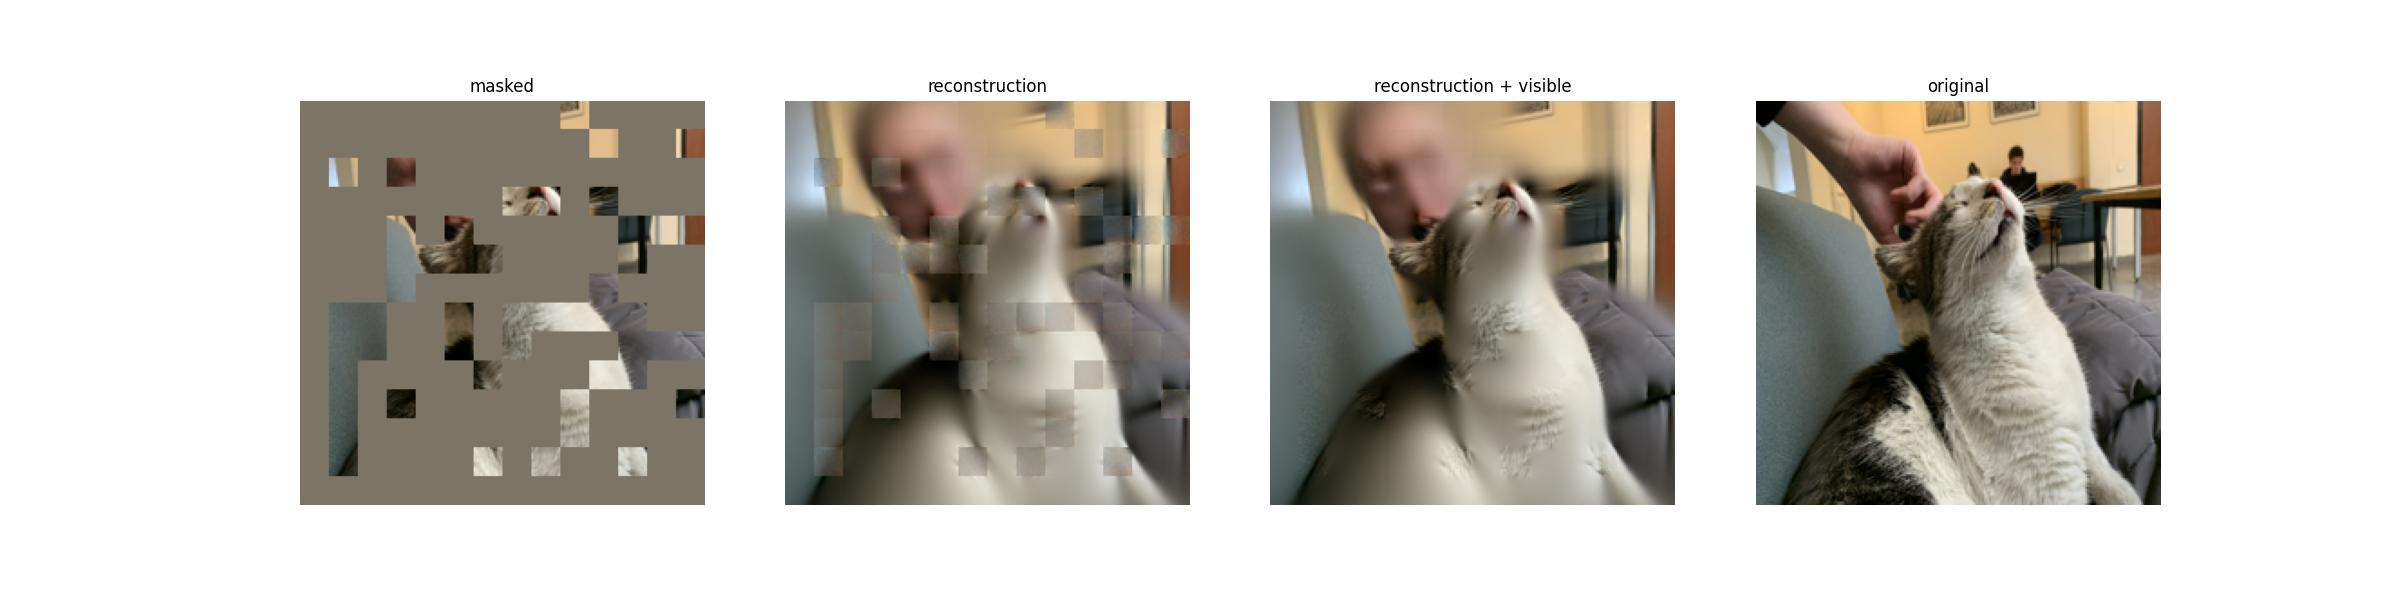 masked
reconstruction
reconstruction + visible
original